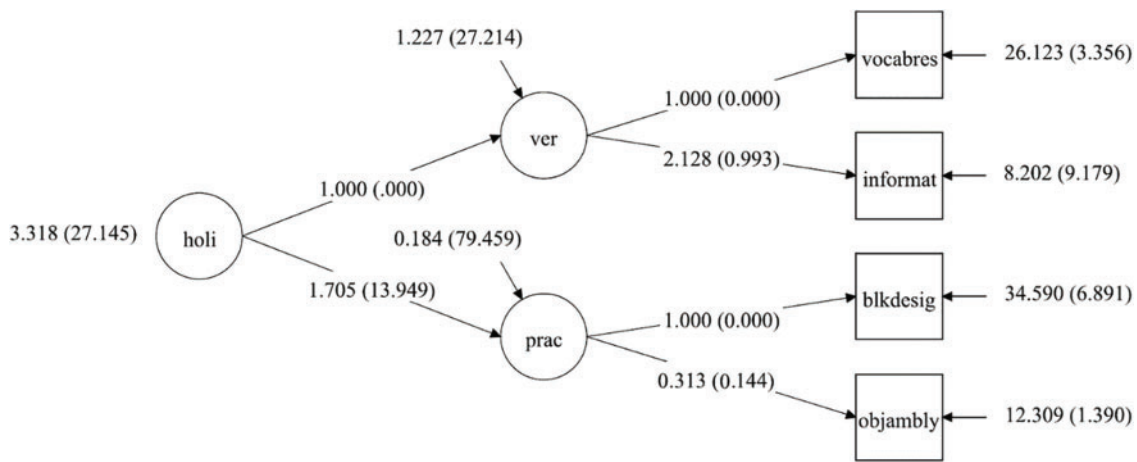 1.227 (27.214)
vocabres
26.123 (3.356)
1.000 (0.000)
ver
2.128 (0.993)
informat
8.202 (9.179)
1.000 (.000)
3.318 (27.145)
holi
0.184 (79.459)
1.705 (13.949)
blkdesig
34.590 (6.891)
1.000 (0.000)
prac
0.313 (0.144)
objambly
12.309 (1.390)